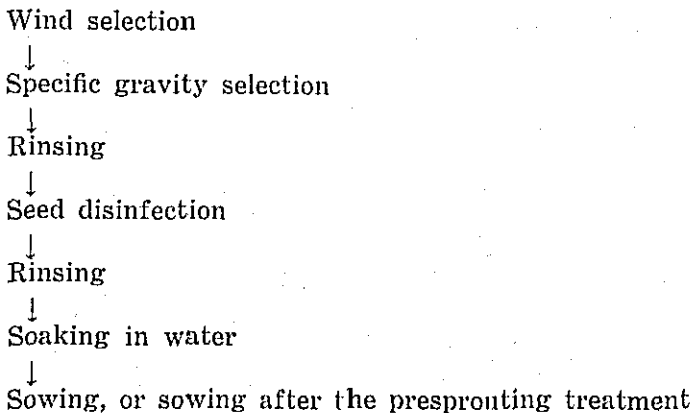 Wind selection
↓
Specific gravity selection
↓
Rinsing
↓
Seed disinfection
↓
Rinsing
↓
Soaking in water
↓
Sowing, or sowing after the presprouting treatment